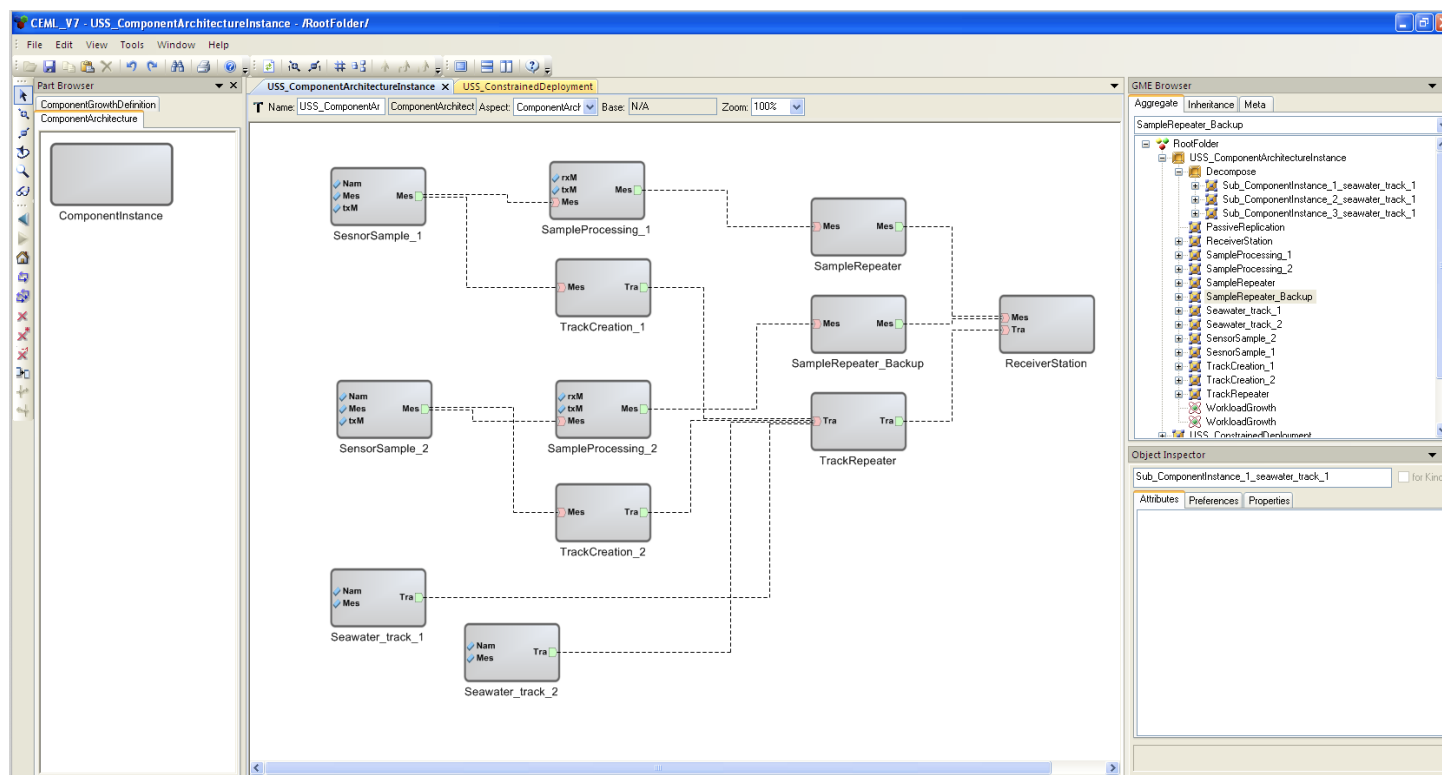 CEML_V7 - USS_ComponentArchitectureInstance - /RootFolder/
File Edit View Tools Window Help
Part Browser
ComponentGrowthDefinition
ComponentArchitecture
ComponentInstance
USS_ComponentArchitectureInstance USS_ConstrainedDeployment
Name: USS_ComponentAr ComponentArchitect Aspect: ComponentArch Base: N/A Zoom: 100%
Nam
Mes Mes
txM
SesnorSample_1
rxM
txM Mes
Mes
SampleProcessing_1
Mes Mes
SampleRepeater
Mes Tra
TrackCreation_1
Mes Mes
SampleRepeater_Backup
Mes
Tra
ReceiverStation
Nam
Mes Mes
txM
SensorSample_2
rxM
txM Mes
Mes
SampleProcessing_2
Tra Tra
TrackRepeater
Mes Tra
TrackCreation_2
Nam Tra
Mes
Seawater_track_1
Nam Tra
Mes
Seawater_track_2
GME Browser
Aggregate Inheritance Meta
SampleRepeater_Backup
RootFolder
USS_ComponentArchitectureInstance
Decompose
Sub_ComponentInstance_1_seawater_track_1
Sub_ComponentInstance_2_seawater_track_1
Sub_ComponentInstance_3_seawater_track_1
PassiveReplication
ReceiverStation
SampleProcessing_1
SampleProcessing_2
SampleRepeater
SampleRepeater_Backup
Seawater_track_1
Seawater_track_2
SensorSample_2
SesnorSample_1
TrackCreation_1
TrackCreation_2
TrackRepeater
WorkloadGrowth
WorkloadGrowth
USS_ConstrainedDeployment
Object Inspector
Sub_ComponentInstance_1_seawater_track_1 for Kind
Attributes Preferences Properties